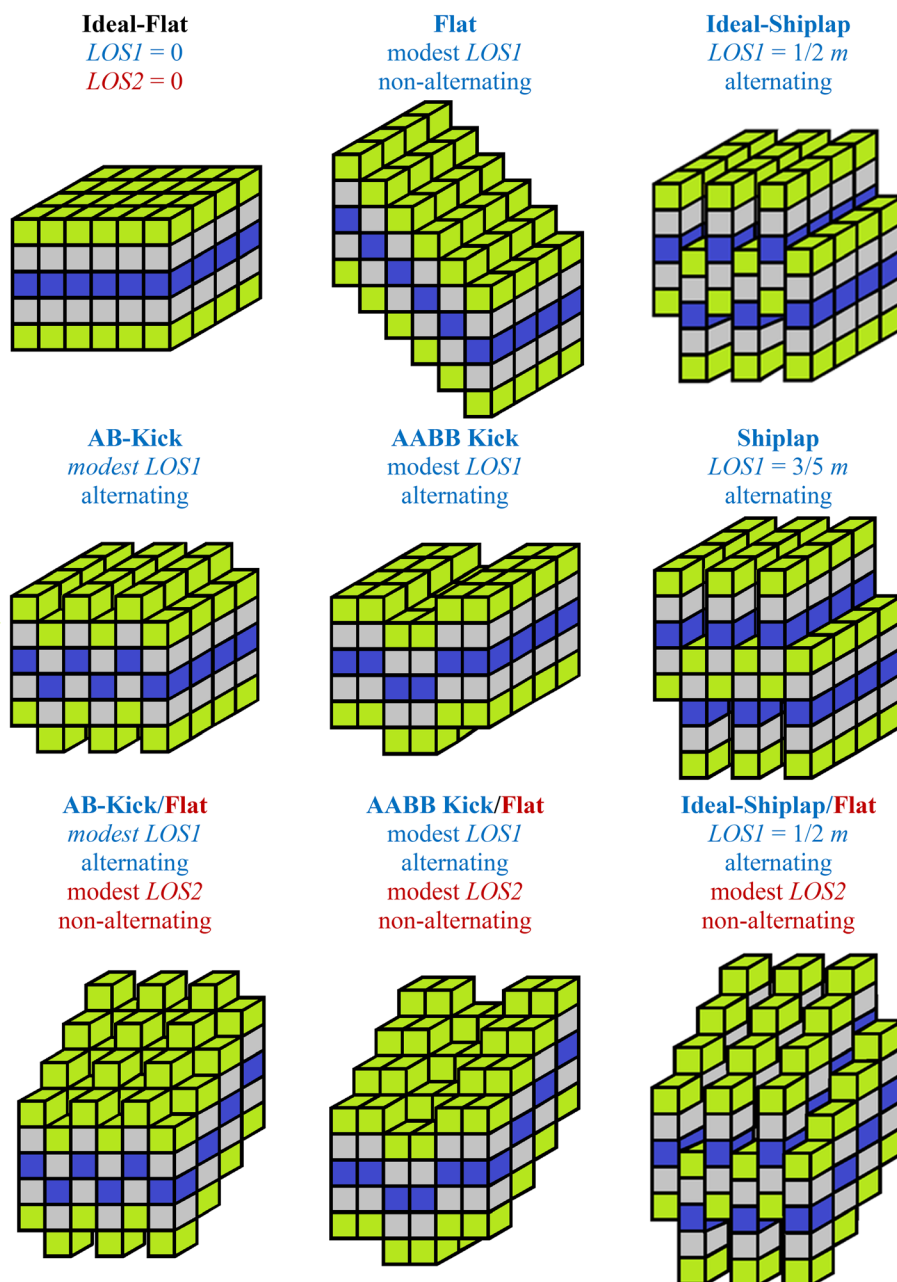 Ideal-Flat
LOS1 = 0
LOS2 = 0
Flat
modest LOS1
non-alternating
Ideal-Shiplap
LOS1 = 1/2 m
alternating
AB-Kick
modest LOS1
alternating
AABB Kick
modest LOS1
alternating
Shiplap
LOS1 = 3/5 m
alternating
AB-Kick/Flat
modest LOS1
alternating
modest LOS2
non-alternating
AABB Kick/Flat
modest LOS1
alternating
modest LOS2
non-alternating
Ideal-Shiplap/Flat
LOS1 = 1/2 m
alternating
modest LOS2
non-alternating